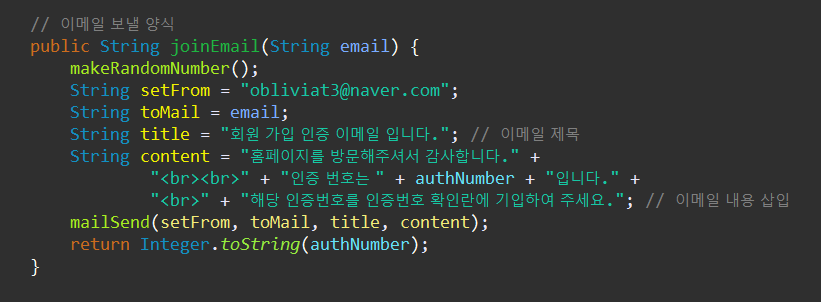 // 이메일 보낼 양식
public String joinEmail(String email) {
makeRandomNumber();
String setFrom = "obliviat3@naver.com";
String toMail = email;
String title = "회원 가입 인증 이메일 입니다."; // 이메일 제목
String content = "홈페이지를 방문해주셔서 감사합니다." +
"<br><br>" + "인증 번호는 " + authNumber + "입니다." +
"<br>" + "해당 인증번호를 인증번호 확인란에 기입하여 주세요."; // 이메일 내용 삽입
mailSend(setFrom, toMail, title, content);
return Integer.toString(authNumber);
}